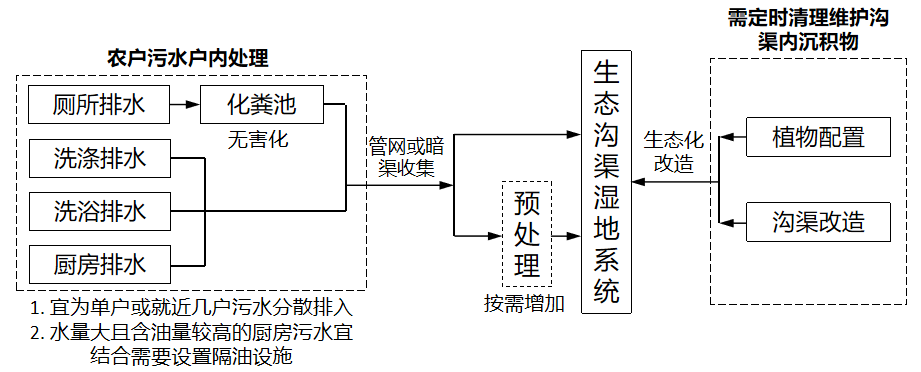 农户污水户内处理
厕所排水
化粪池
无害化
洗涤排水
洗浴排水
厨房排水
1. 宜为单户或就近几户污水分散排入
2. 水量大且含油量较高的厨房污水宜
结合需要设置隔油设施
管网或暗
渠收集
预处理
按需增加
生态沟渠湿地系统
生态化
改造
需定时清理维护沟
渠内沉积物
植物配置
沟渠改造